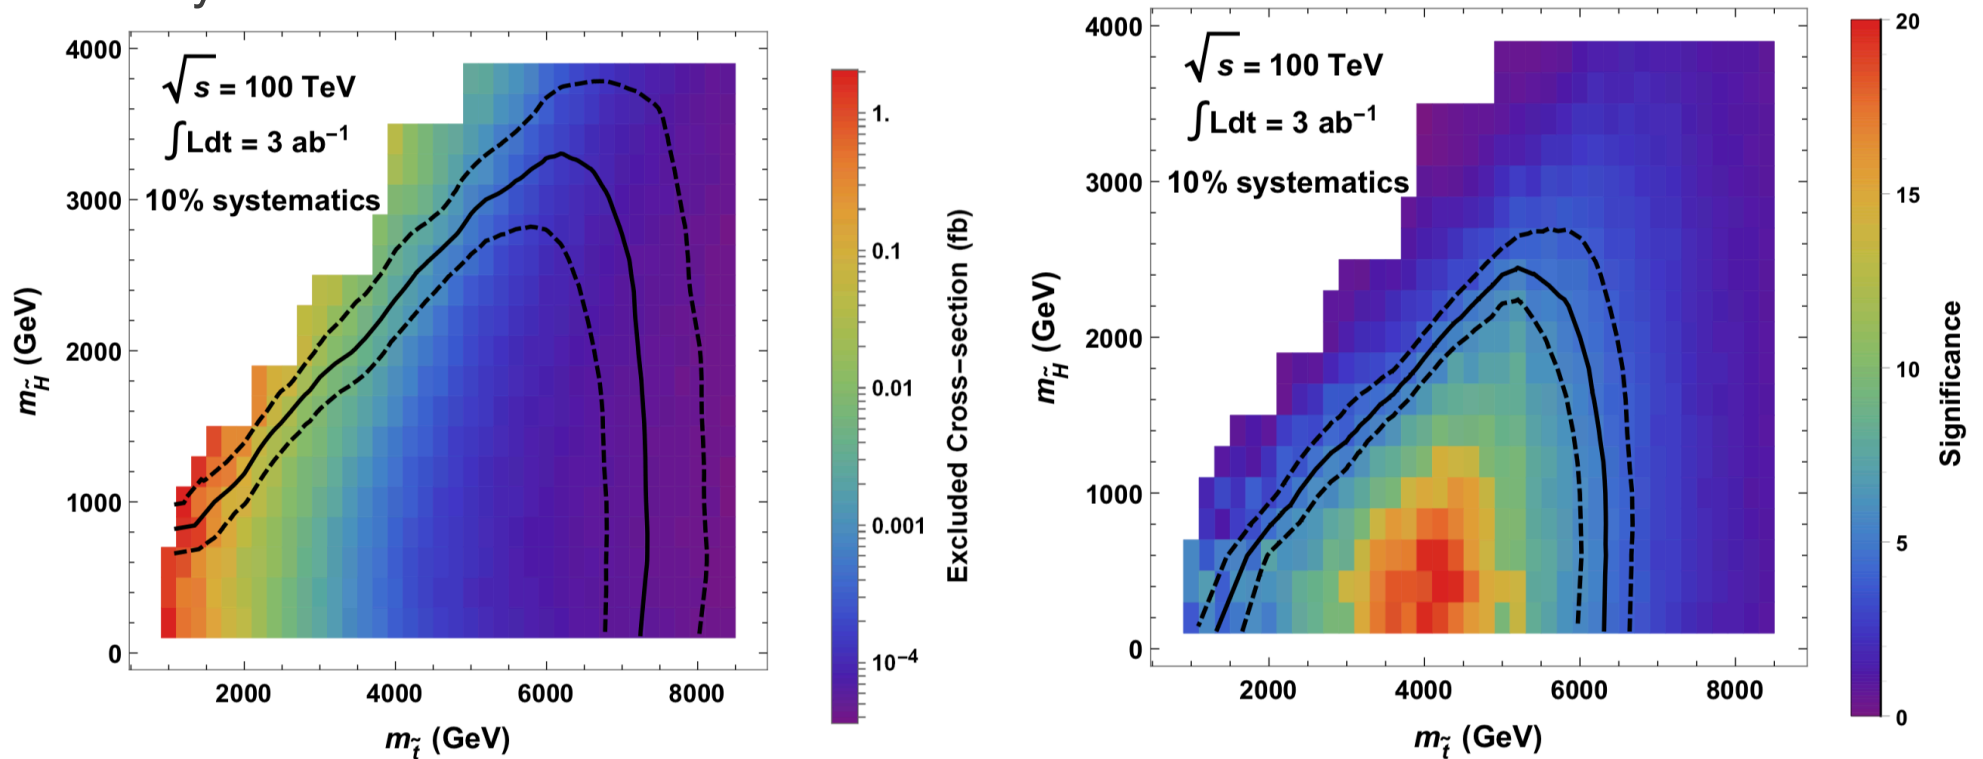 √s = 100 TeV
∫Ldt = 3 ab⁻¹
10% systematics
4000
3000
2000
1000
0
m_H̃ (GeV)
2000 4000 6000 8000
m_t̃ (GeV)
1.
0.1
0.01
0.001
10⁻⁴
Excluded Cross−section (fb)
√s = 100 TeV
∫Ldt = 3 ab⁻¹
10% systematics
4000
3000
2000
1000
0
m_H̃ (GeV)
2000 4000 6000 8000
m_t̃ (GeV)
20
15
10
5
0
Significance